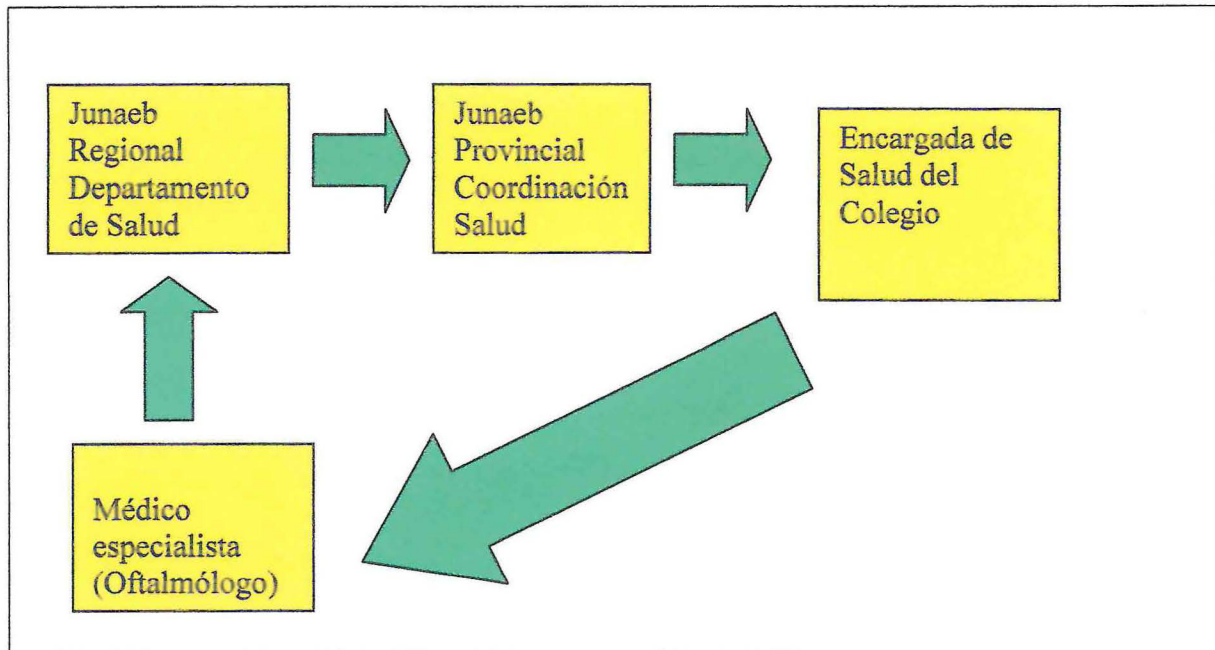 Junaeb
Regional
Departamento
de Salud
Junaeb
Provincial
Coordinación
Salud
Encargada de
Salud del
Colegio
Médico
especialista
(Oftalmólogo)